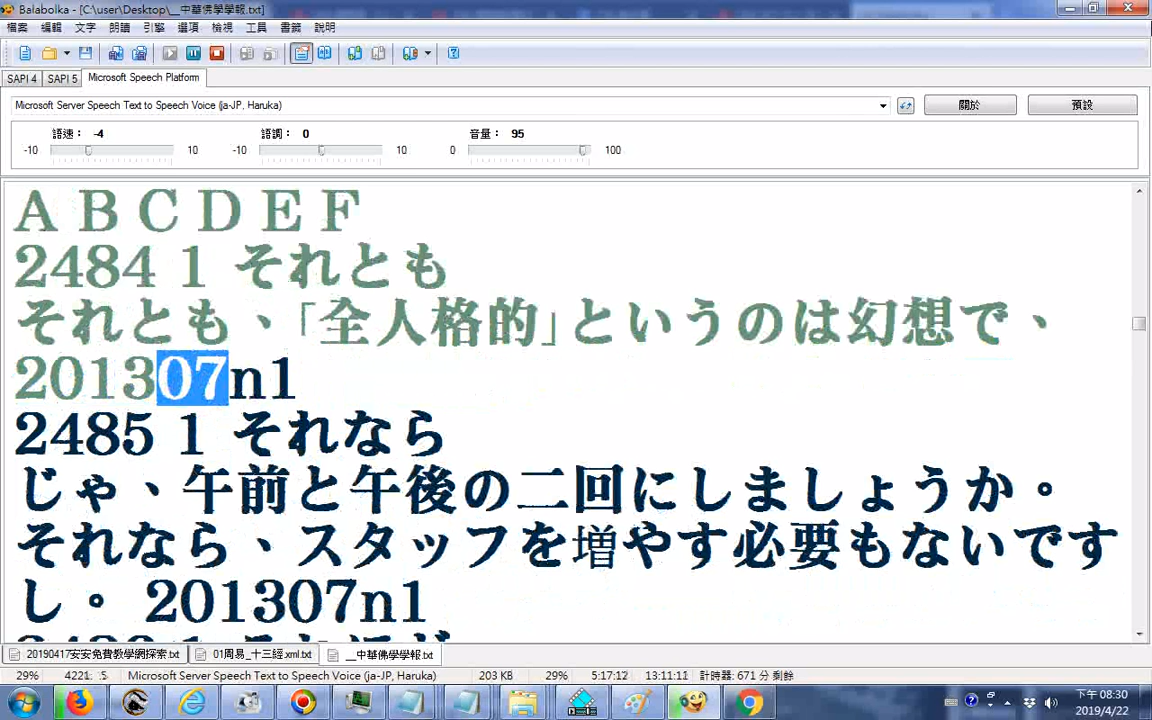 Balabolka - [C:\user\Desktop\__中華佛學學報.txt]
檔案 編輯 文字 朗讀 引擎 選項 檢視 工具 書籤 說明
SAPI 4 SAPI 5 Microsoft Speech Platform
Microsoft Server Speech Text to Speech Voice (ja-JP, Haruka) 關於 預設
語速： -4 語調： 0 音量： 95
-10 10 -10 10 0 100
A B C D E F
2484 1 それとも
それとも、「全人格的」というのは幻想で、
201307n1
2485 1 それなら
じゃ、午前と午後の二回にしましょうか。
それなら、スタッフを増やす必要もないです
し。 201307n1
20190417安安免費教學網探索.txt 01周易_十三經.xml.txt __中華佛學學報.txt
29% 4221: 5 Microsoft Server Speech Text to Speech Voice (ja-JP, Haruka) 203 KB 29% 5:17:12 13:11:11 計時器: 671 分 剩餘
下午 08:30
2019/4/22